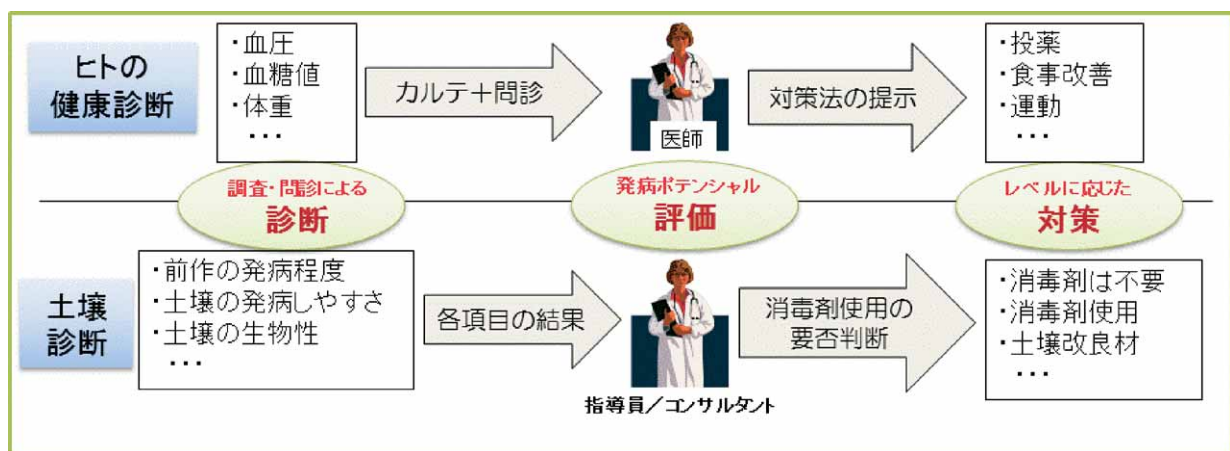 ヒトの
健康診断
・血圧
・血糖値
・体重
・・・
カルテ＋問診
医師
対策法の提示
・投薬
・食事改善
・運動
・・・
調査・問診による
診断
発病ポテンシャル
評価
レベルに応じた
対策
土壌
診断
・前作の発病程度
・土壌の発病しやすさ
・土壌の生物性
・・・
各項目の結果
指導員／コンサルタント
消毒剤使用の
要否判断
・消毒剤は不要
・消毒剤使用
・土壌改良材
・・・